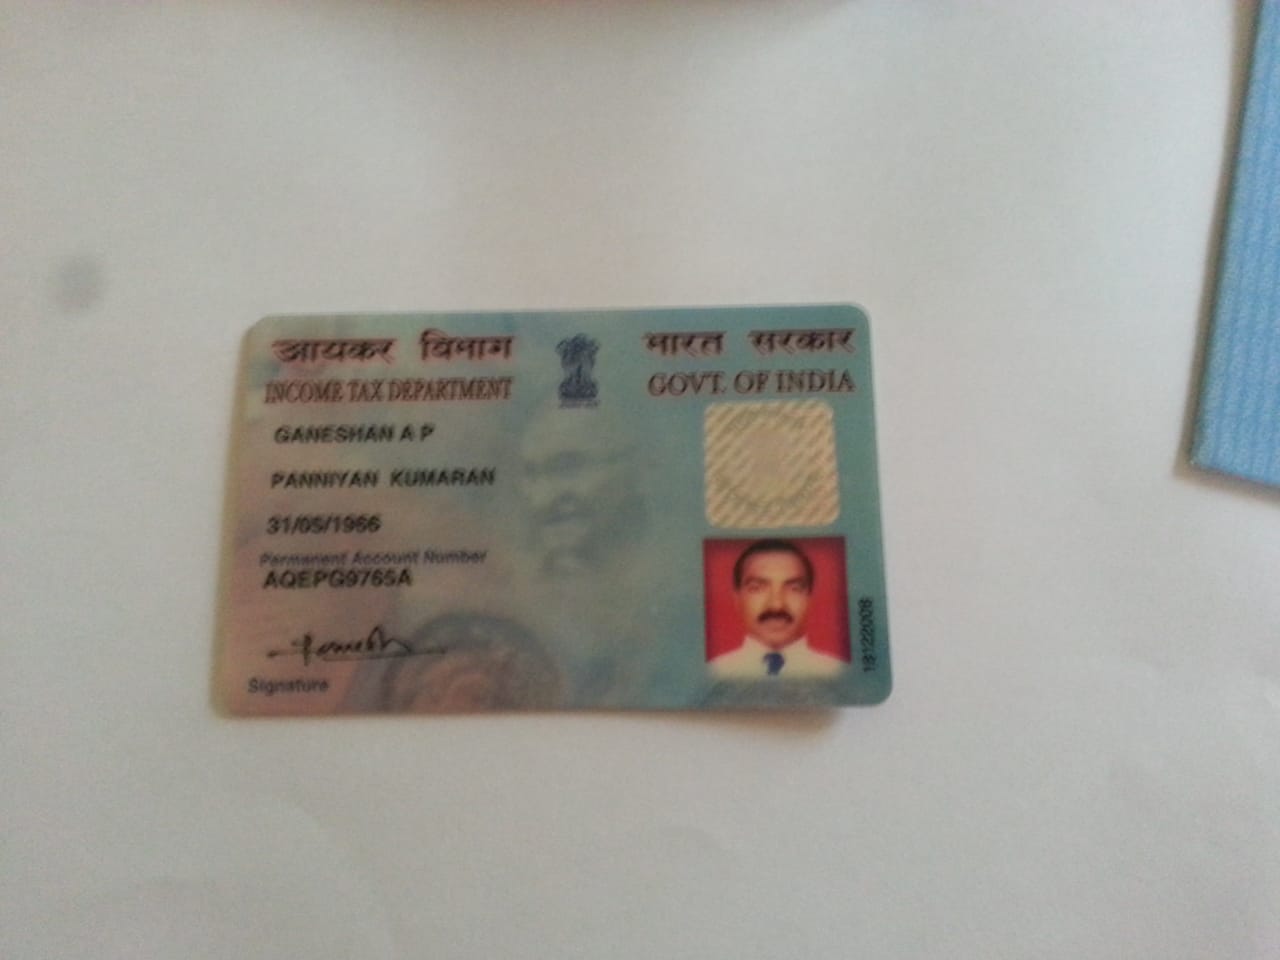 आयकर विभाग
INCOME TAX DEPARTMENT
भारत सरकार
GOVT. OF INDIA
GANESHAN A P
PANNIYAN KUMARAN
31/05/1966
Permanent Account Number
AQEPG9765A
Signature
18122008